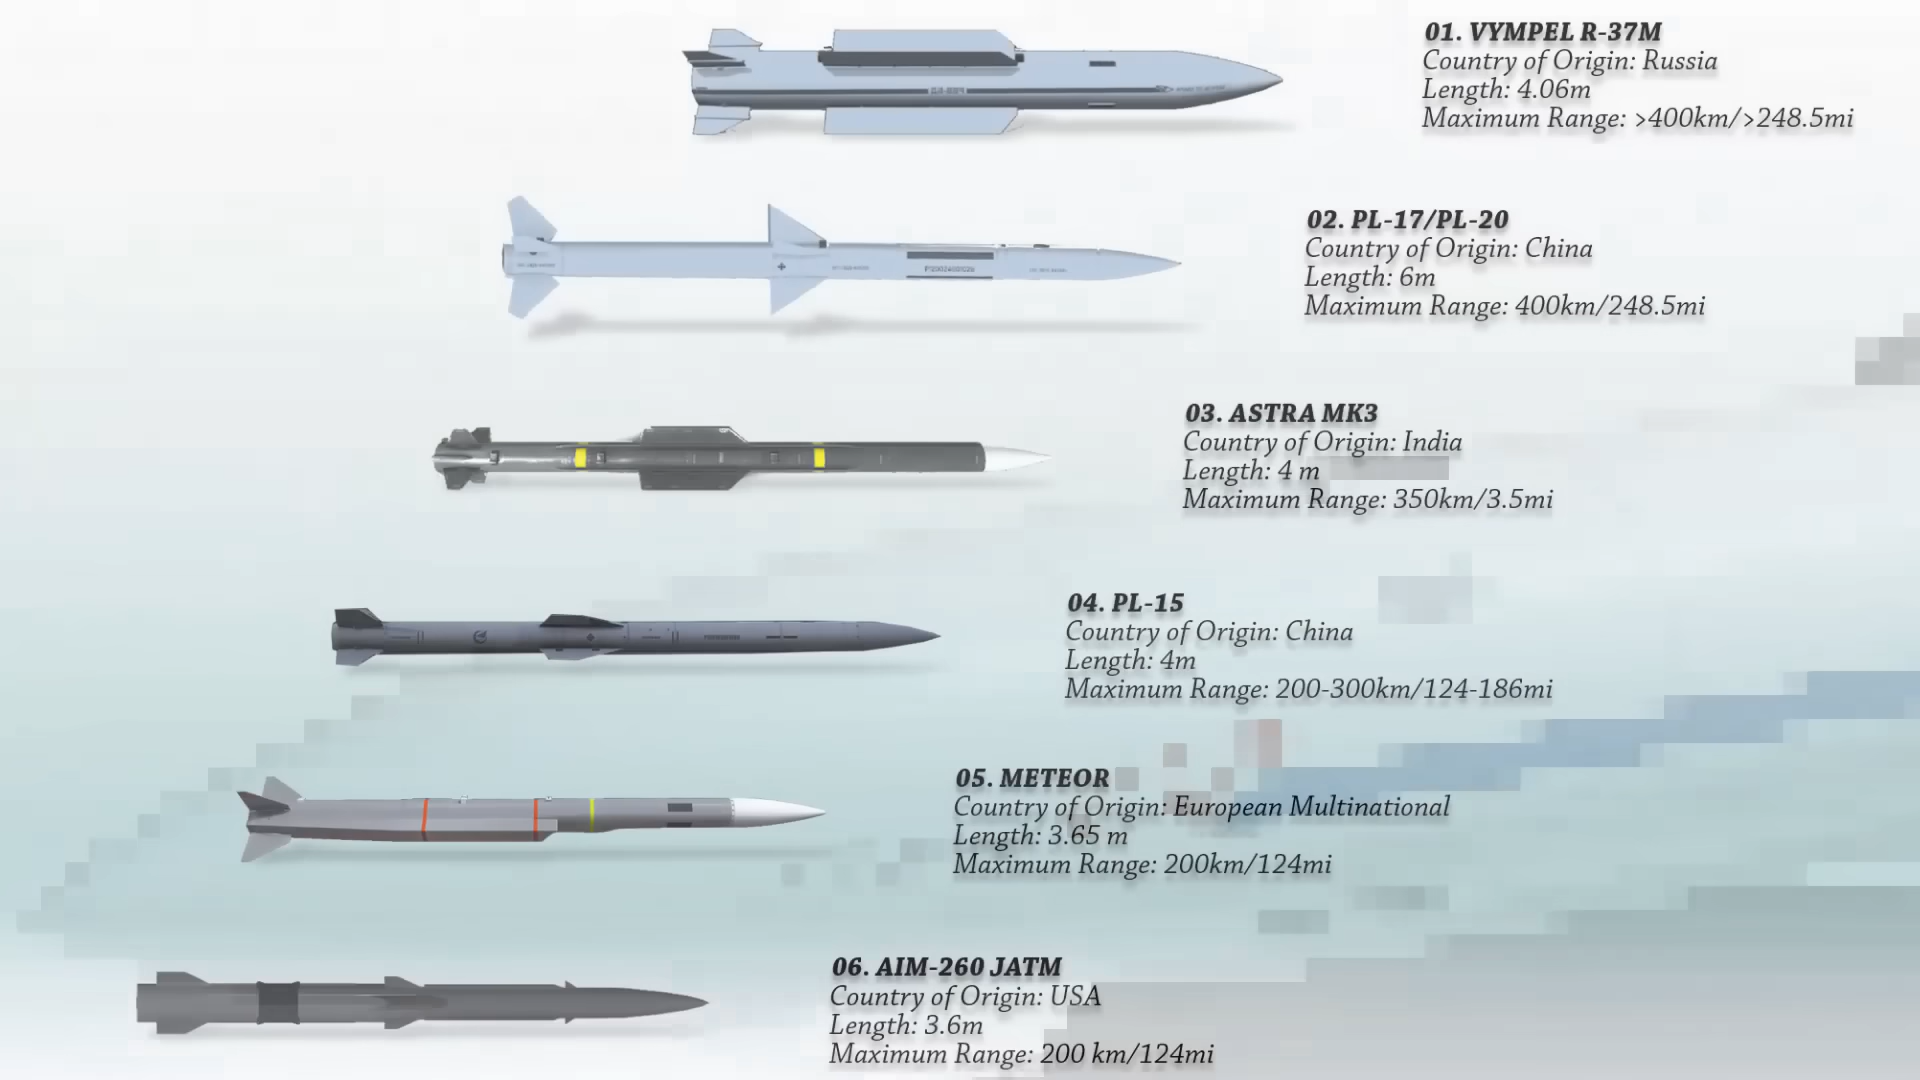 01. VYMPEL R-37M
Country of Origin: Russia
Length: 4.06m
Maximum Range: >400km/>248.5mi
02. PL-17/PL-20
Country of Origin: China
Length: 6m
Maximum Range: 400km/248.5mi
03. ASTRA MK3
Country of Origin: India
Length: 4 m
Maximum Range: 350km/3.5mi
04. PL-15
Country of Origin: China
Length: 4m
Maximum Range: 200-300km/124-186mi
05. METEOR
Country of Origin: European Multinational
Length: 3.65 m
Maximum Range: 200km/124mi
06. AIM-260 JATM
Country of Origin: USA
Length: 3.6m
Maximum Range: 200 km/124mi